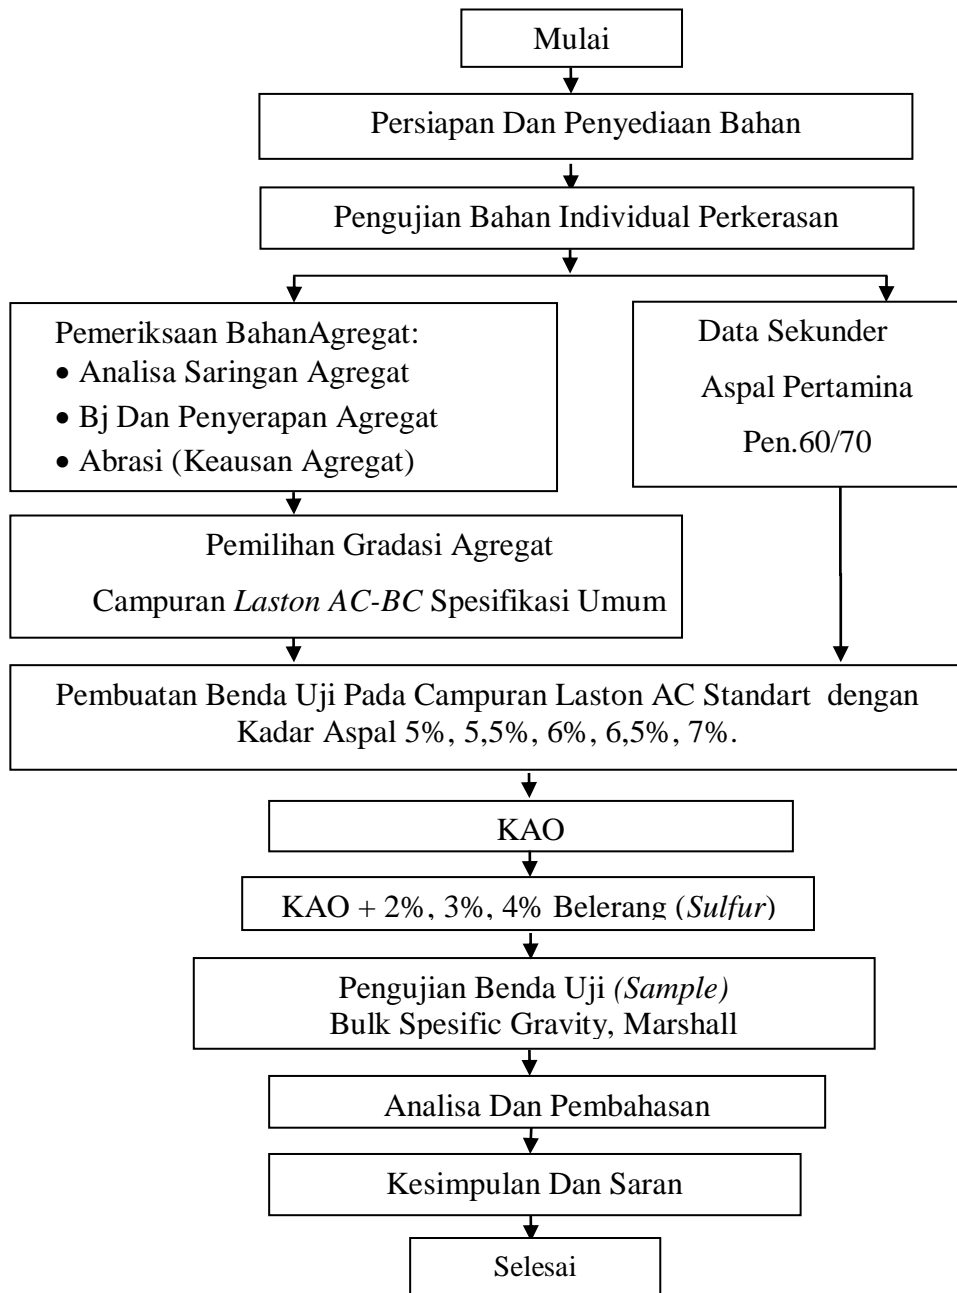 Mulai
Persiapan Dan Penyediaan Bahan
Pengujian Bahan Individual Perkerasan
Pemeriksaan BahanAgregat:
• Analisa Saringan Agregat
• Bj Dan Penyerapan Agregat
• Abrasi (Keausan Agregat)
Data Sekunder
Aspal Pertamina
Pen.60/70
Pemilihan Gradasi Agregat
Campuran Laston AC-BC Spesifikasi Umum
Pembuatan Benda Uji Pada Campuran Laston AC Standart dengan
Kadar Aspal 5%, 5,5%, 6%, 6,5%, 7%.
KAO
KAO + 2%, 3%, 4% Belerang (Sulfur)
Pengujian Benda Uji (Sample)
Bulk Spesific Gravity, Marshall
Analisa Dan Pembahasan
Kesimpulan Dan Saran
Selesai